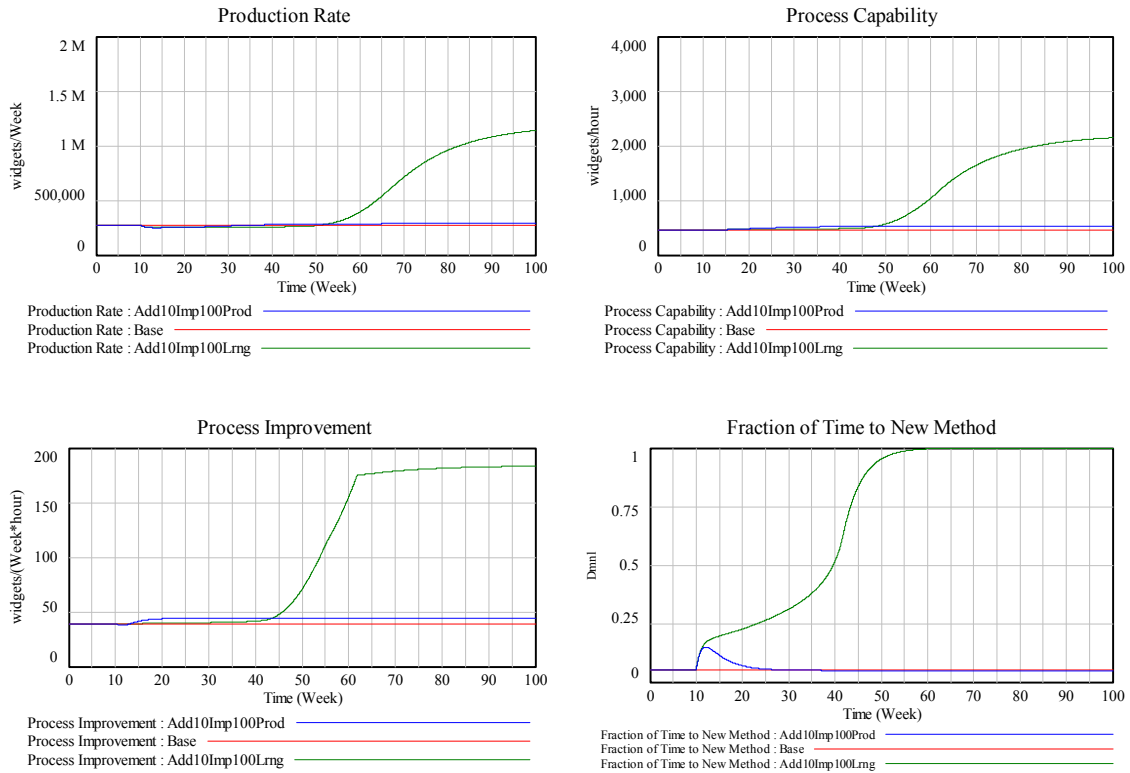 Production Rate
2 M
1.5 M
1 M
500,000
0
widgets/Week
0 10 20 30 40 50 60 70 80 90 100
Time (Week)
Production Rate : Add10Imp100Prod
Production Rate : Base
Production Rate : Add10Imp100Lrng
Process Capability
4,000
3,000
2,000
1,000
0
widgets/hour
0 10 20 30 40 50 60 70 80 90 100
Time (Week)
Process Capability : Add10Imp100Prod
Process Capability : Base
Process Capability : Add10Imp100Lrng
Process Improvement
200
150
100
50
0
widgets/(Week*hour)
0 10 20 30 40 50 60 70 80 90 100
Time (Week)
Process Improvement : Add10Imp100Prod
Process Improvement : Base
Process Improvement : Add10Imp100Lrng
Fraction of Time to New Method
1
0.75
0.5
0.25
0
Dmnl
0 10 20 30 40 50 60 70 80 90 100
Time (Week)
Fraction of Time to New Method : Add10Imp100Prod
Fraction of Time to New Method : Base
Fraction of Time to New Method : Add10Imp100Lrng